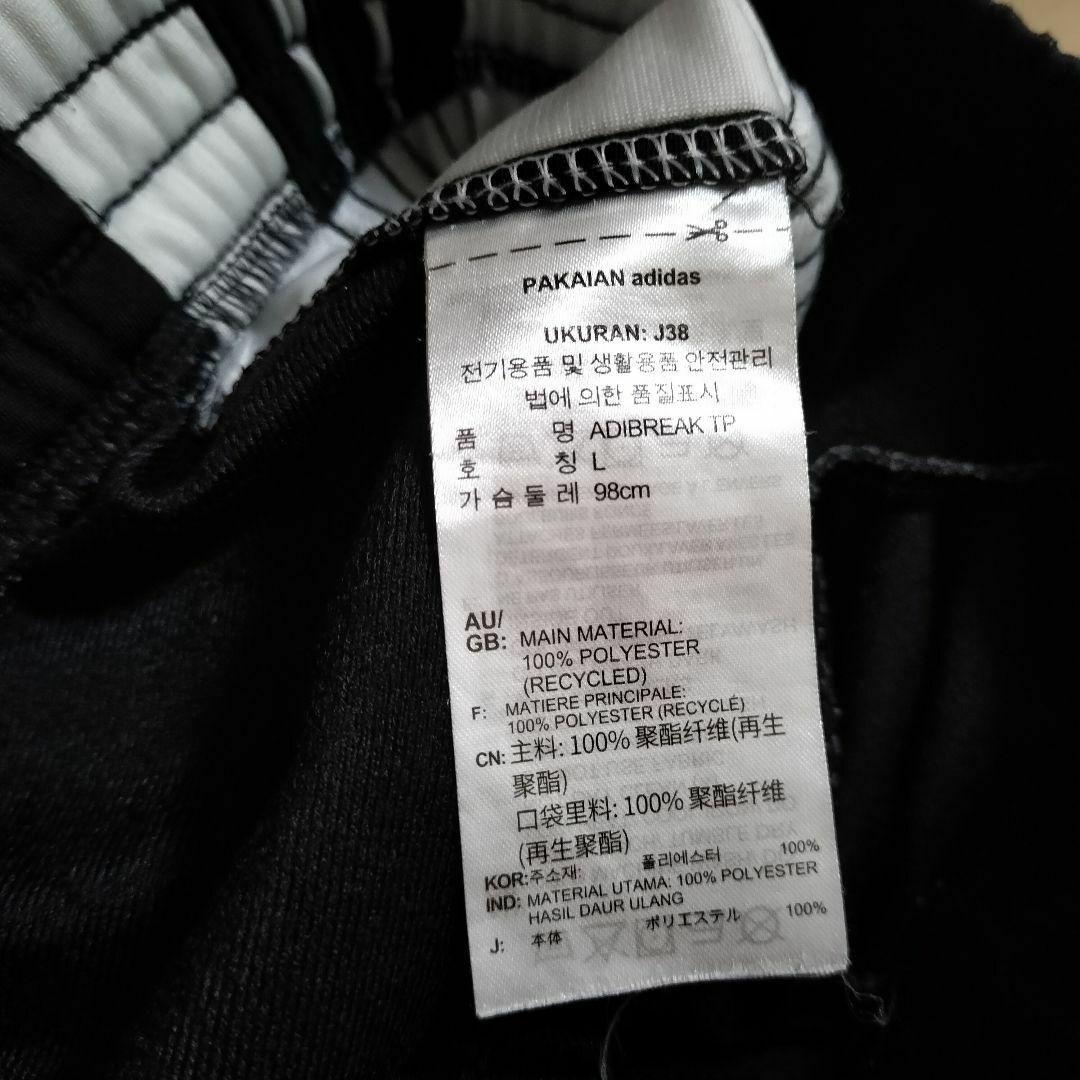 PAKAIAN adidas
UKURAN: J38
전기용품 및 생활용품 안전관리
법에 의한 품질표시
품 명 ADIBREAK TP
호 칭 L
가슴둘레 98cm
AU/
GB: MAIN MATERIAL:
100% POLYESTER
(RECYCLED)
F: MATIERE PRINCIPALE:
100% POLYESTER (RECYCLÉ)
CN: 主料: 100% 聚酯纤维(再生
聚酯)
口袋里料: 100% 聚酯纤维
(再生聚酯)
KOR: 주소재: 폴리에스터 100%
IND: MATERIAL UTAMA: 100% POLYESTER
HASIL DAUR ULANG
J: 本体 ポリエステル 100%